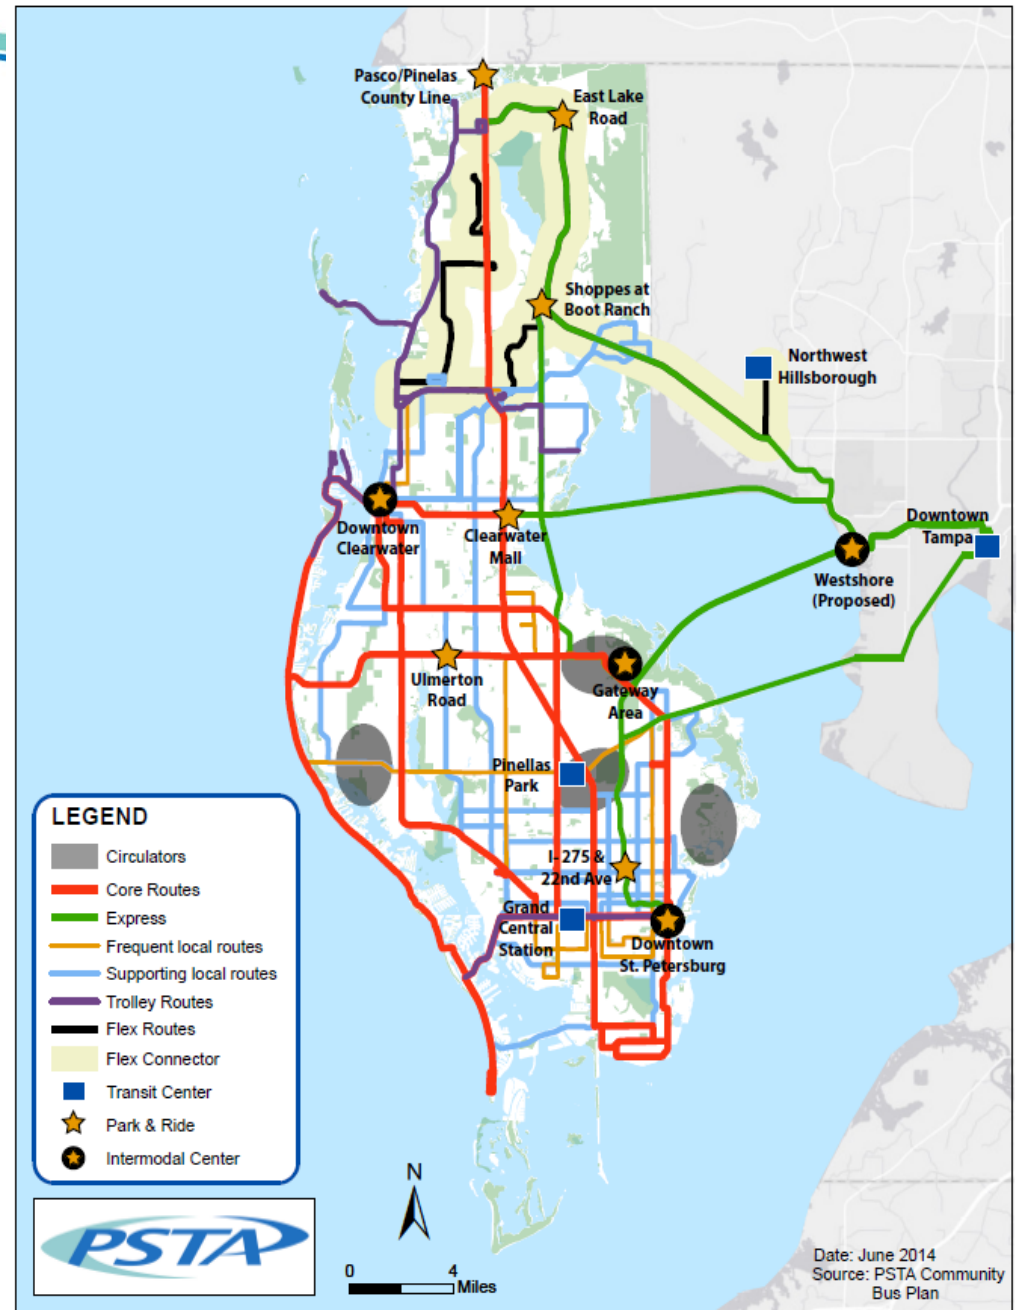 Pasco/Pinelas
County Line
East Lake
Road
Shoppes at
Boot Ranch
Northwest
Hillsborough
Downtown
Clearwater
Clearwater
Mall
Downtown
Tampa
Westshore
(Proposed)
Ulmerton
Road
Gateway
Area
Pinellas
Park
I-275 &
22nd Ave
Grand
Central
Station
Downtown
St. Petersburg
LEGEND
Circulators
Core Routes
Express
Frequent local routes
Supporting local routes
Trolley Routes
Flex Routes
Flex Connector
Transit Center
Park & Ride
Intermodal Center
PSTA
N
0 4
Miles
Date: June 2014
Source: PSTA Community
Bus Plan